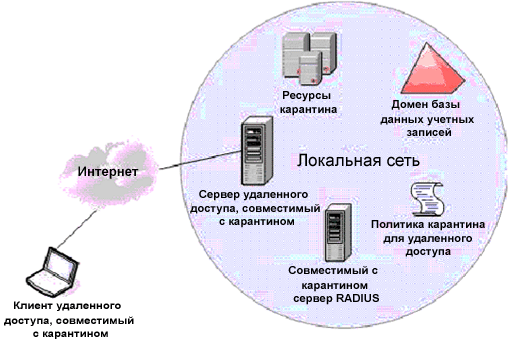 Ресурсы
карантина
Домен базы
данных учетных
записей
Интернет
Локальная сеть
Сервер удаленного
доступа, совместимый
с карантином
Политика карантина
для удаленного
доступа
Совместимый с
карантином
сервер RADIUS
Клиент удаленного
доступа, совместимый
с карантином